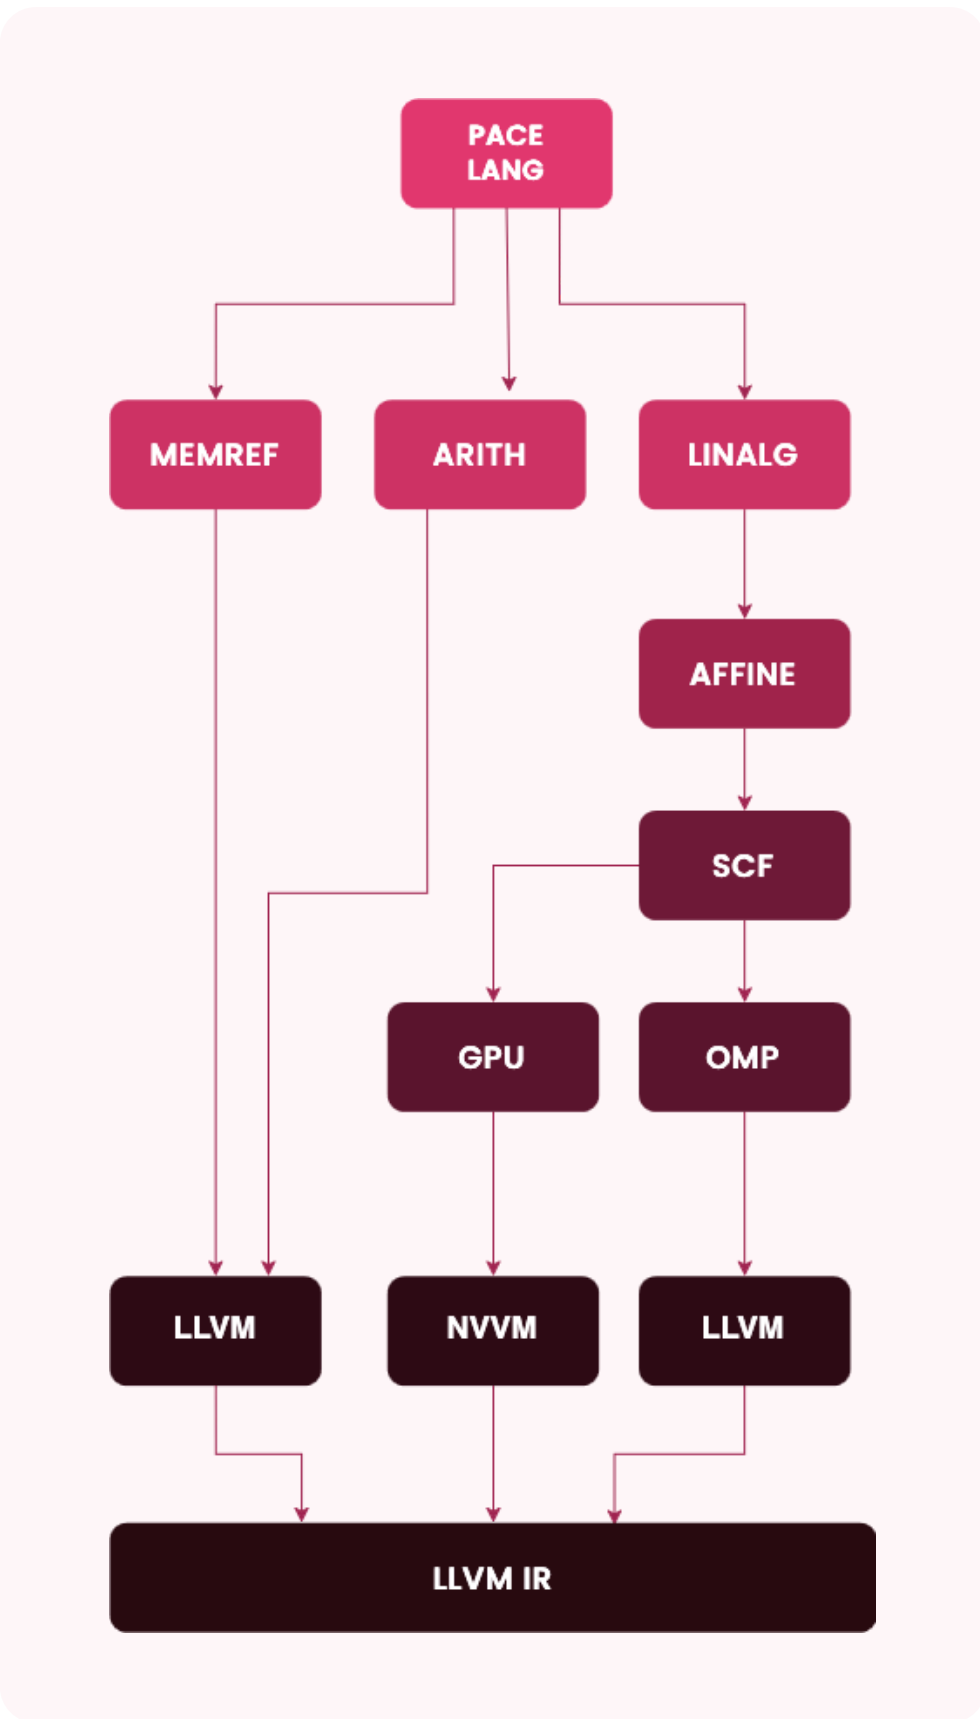 PACE
LANG
MEMREF
ARITH
LINALG
AFFINE
SCF
GPU
OMP
LLVM
NVVM
LLVM
LLVM IR